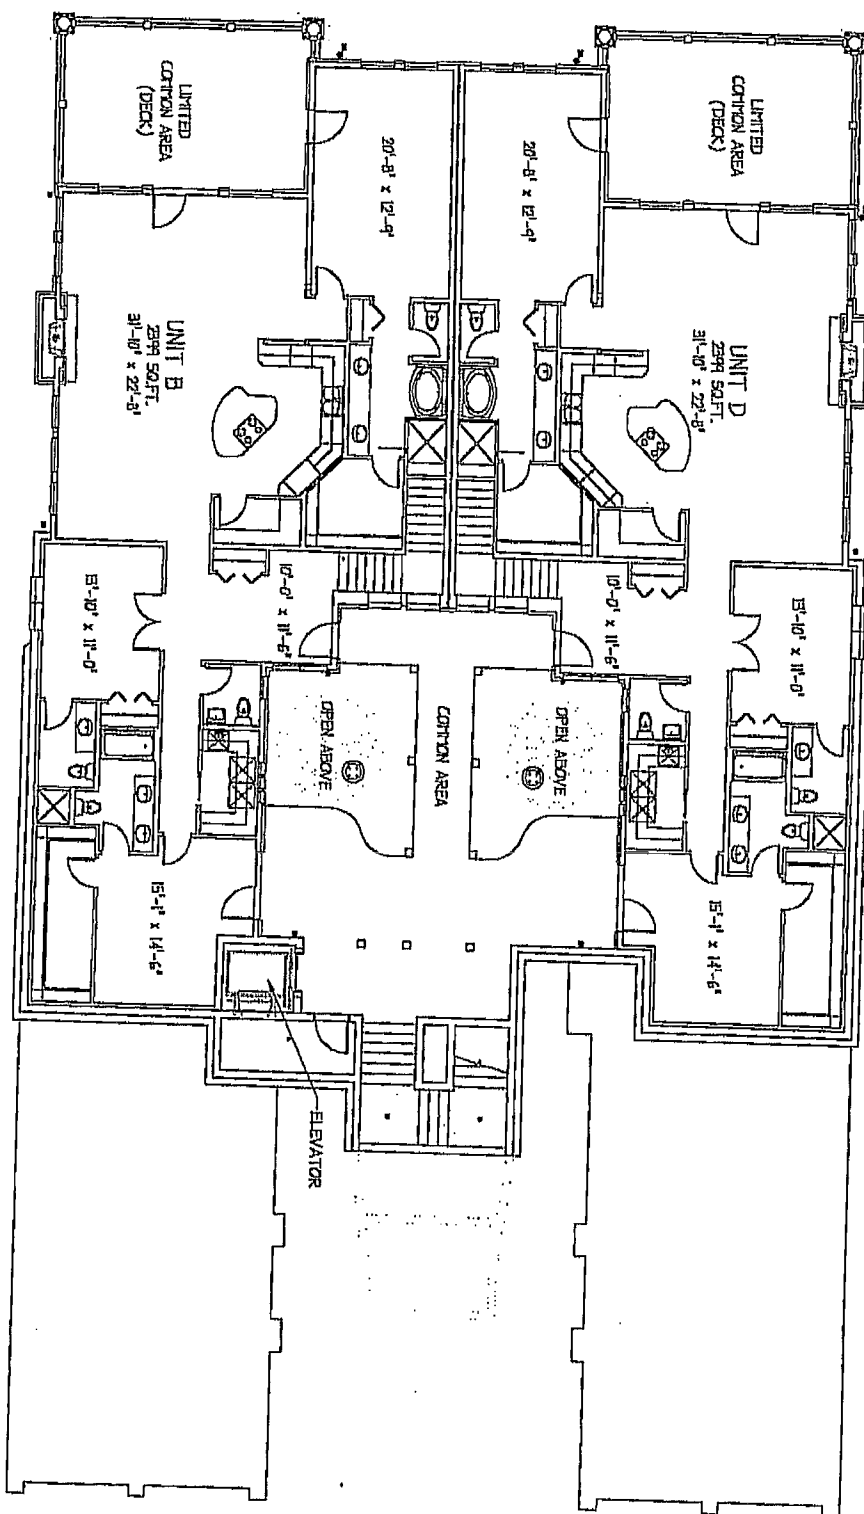 LIMITED
COMMON AREA
(DECK)
LIMITED
COMMON AREA
(DECK)
20'-8" x 12'-9"
20'-8" x 12'-9"
UNIT B
2399 SQ.FT.
31'-10" x 22'-8"
UNIT D
2399 SQ.FT.
31'-10" x 22'-8"
13'-10" x 11'-0"
10'-0" x 11'-6"
10'-0" x 11'-6"
13'-10" x 11'-0"
OPEN ABOVE
COMMON AREA
OPEN ABOVE
15'-1" x 14'-6"
15'-1" x 14'-6"
ELEVATOR